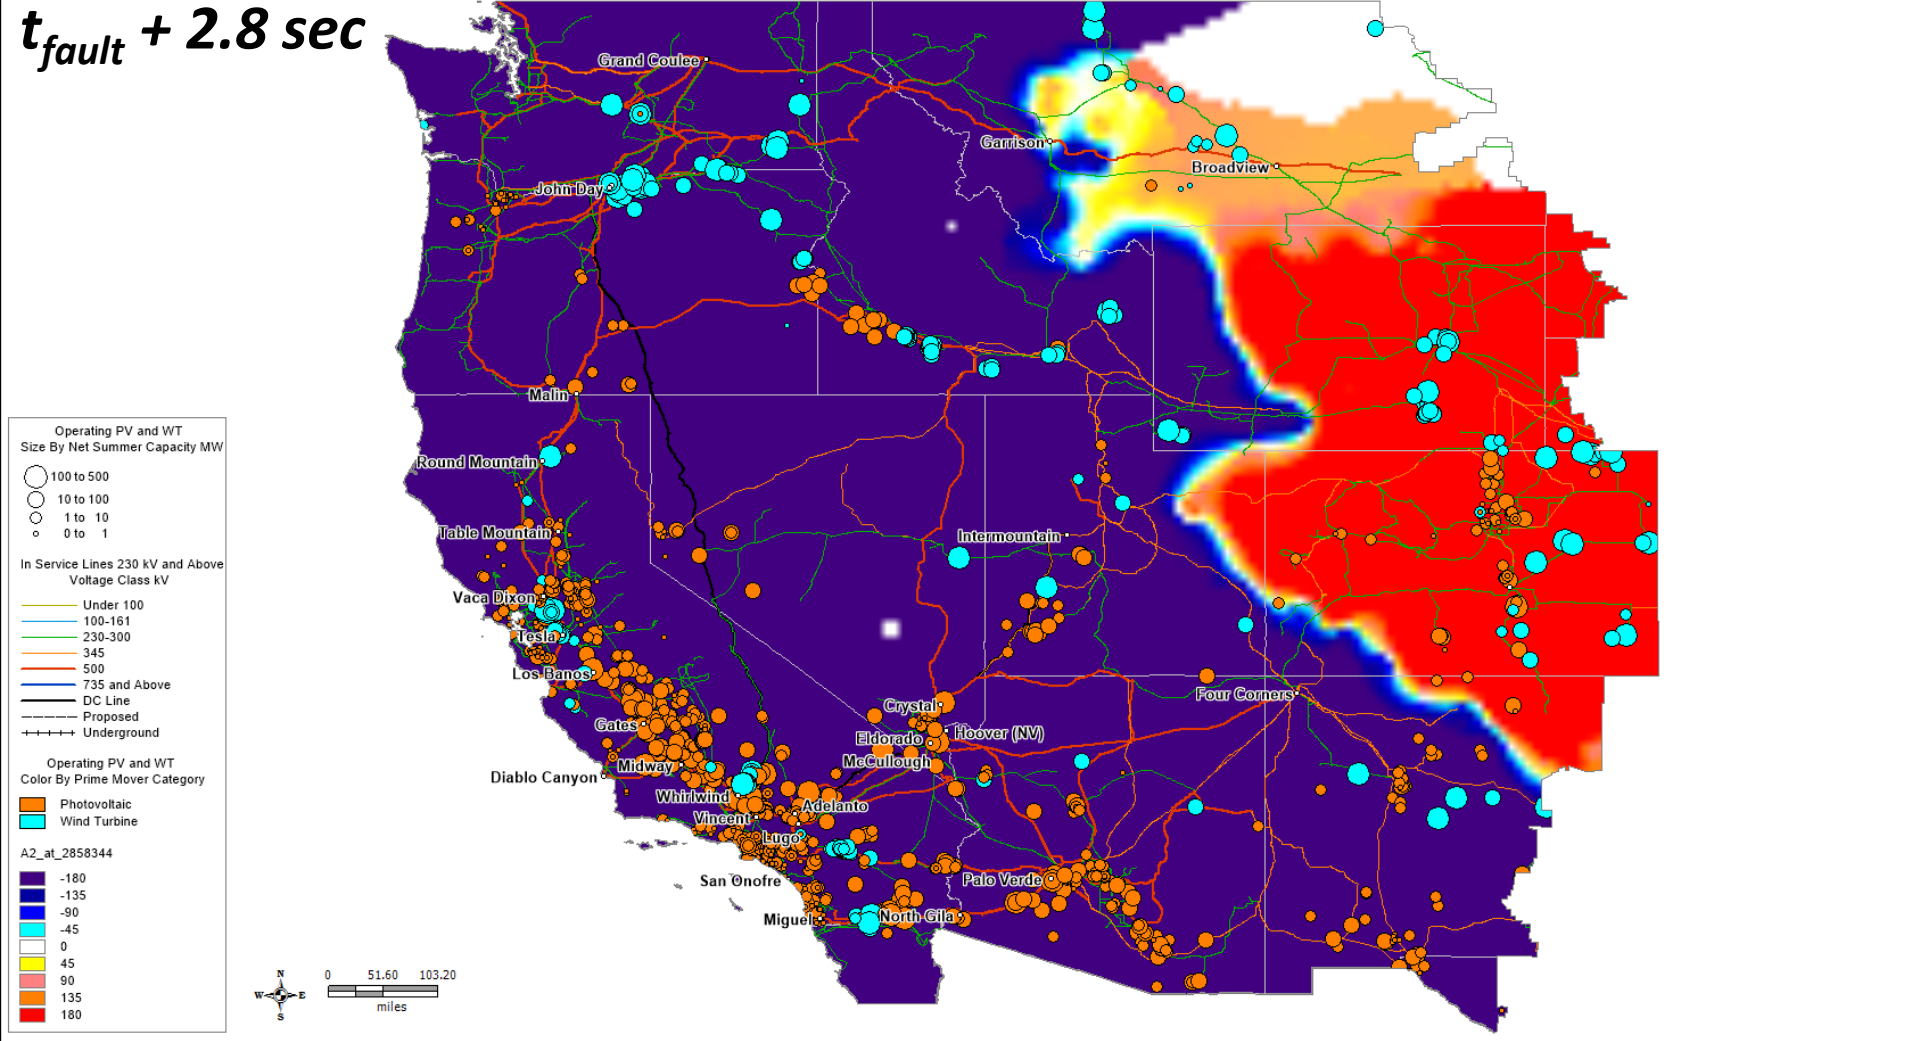 t_fault + 2.8 sec
Grand Coulee
Garrison
Broadview
John Day
Malin
Round Mountain
Table Mountain
Intermountain
Vaca Dixon
Tesla
Los Banos
Four Corners
Crystal
Gates
Hoover (NV)
Eldorado
McCullough
Midway
Diablo Canyon
Whirlwind
Adelanto
Vincent
Lugo
San Onofre
Palo Verde
Miguel
North Gila
Operating PV and WT
Size By Net Summer Capacity MW
100 to 500
10 to 100
1 to 10
0 to 1
In Service Lines 230 kV and Above
Voltage Class kV
Under 100
100-161
230-300
345
500
735 and Above
DC Line
Proposed
Underground
Operating PV and WT
Color By Prime Mover Category
Photovoltaic
Wind Turbine
A2_at_2858344
-180
-135
-90
-45
0
45
90
135
180
N
W E
S
0 51.60 103.20
miles